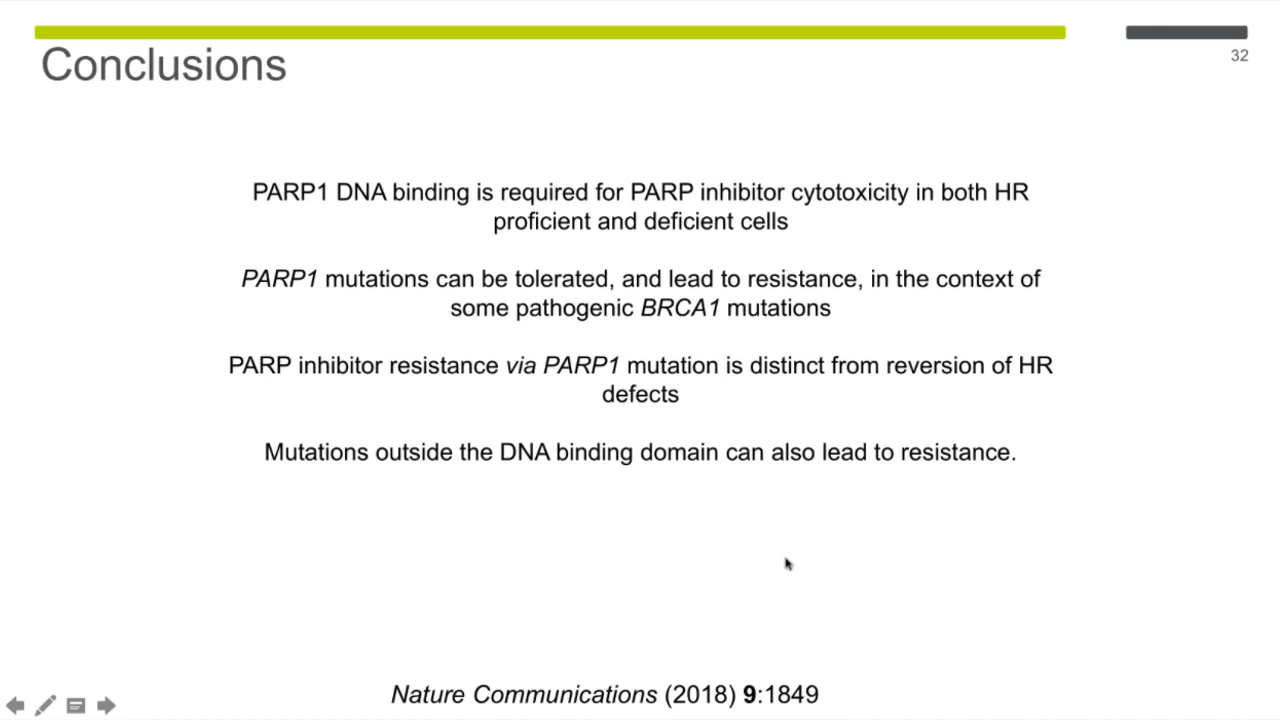 Conclusions
32
PARP1 DNA binding is required for PARP inhibitor cytotoxicity in both HR
proficient and deficient cells
PARP1 mutations can be tolerated, and lead to resistance, in the context of
some pathogenic BRCA1 mutations
PARP inhibitor resistance via PARP1 mutation is distinct from reversion of HR
defects
Mutations outside the DNA binding domain can also lead to resistance.
Nature Communications (2018) 9:1849